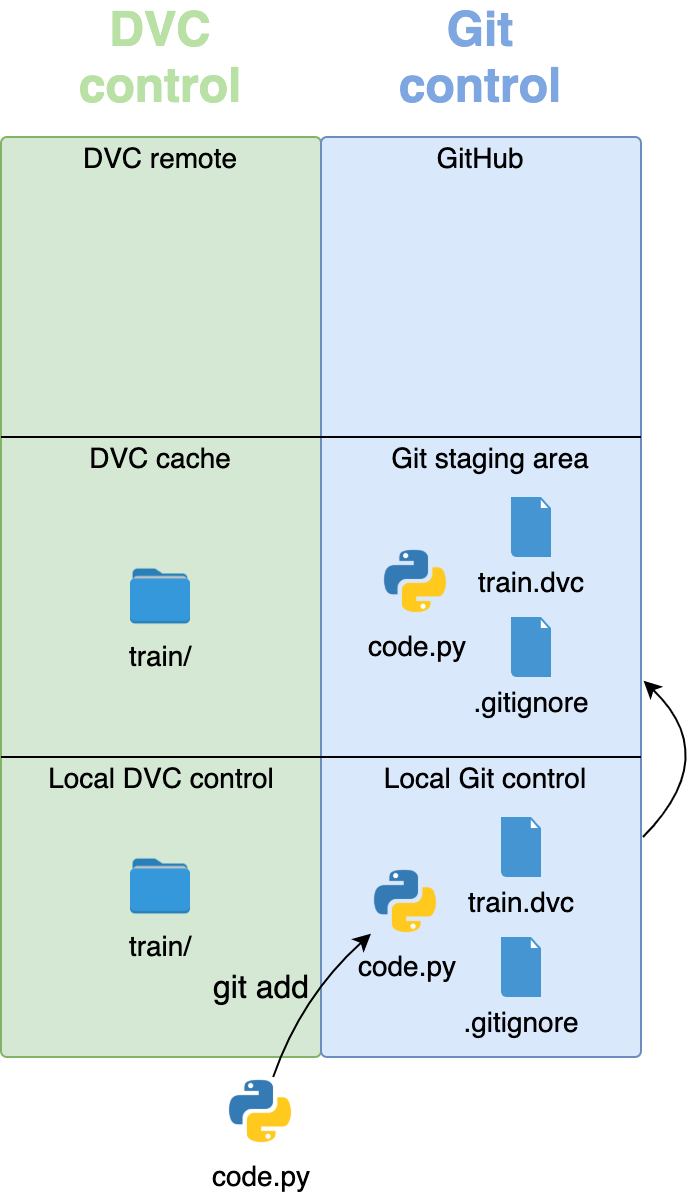 DVC
control
Git
control
DVC remote
GitHub
DVC cache
Git staging area
train.dvc
code.py
train/
.gitignore
Local DVC control
Local Git control
train.dvc
train/
code.py
git add
.gitignore
code.py